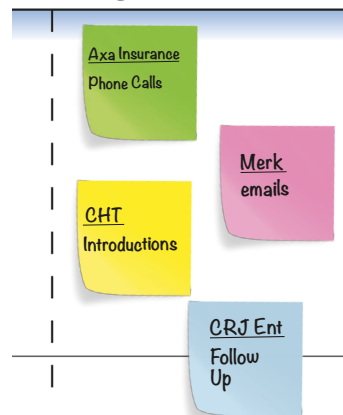 Axa Insurance
Phone Calls
Merk
emails
CHT
Introductions
CRJ Ent
Follow
Up